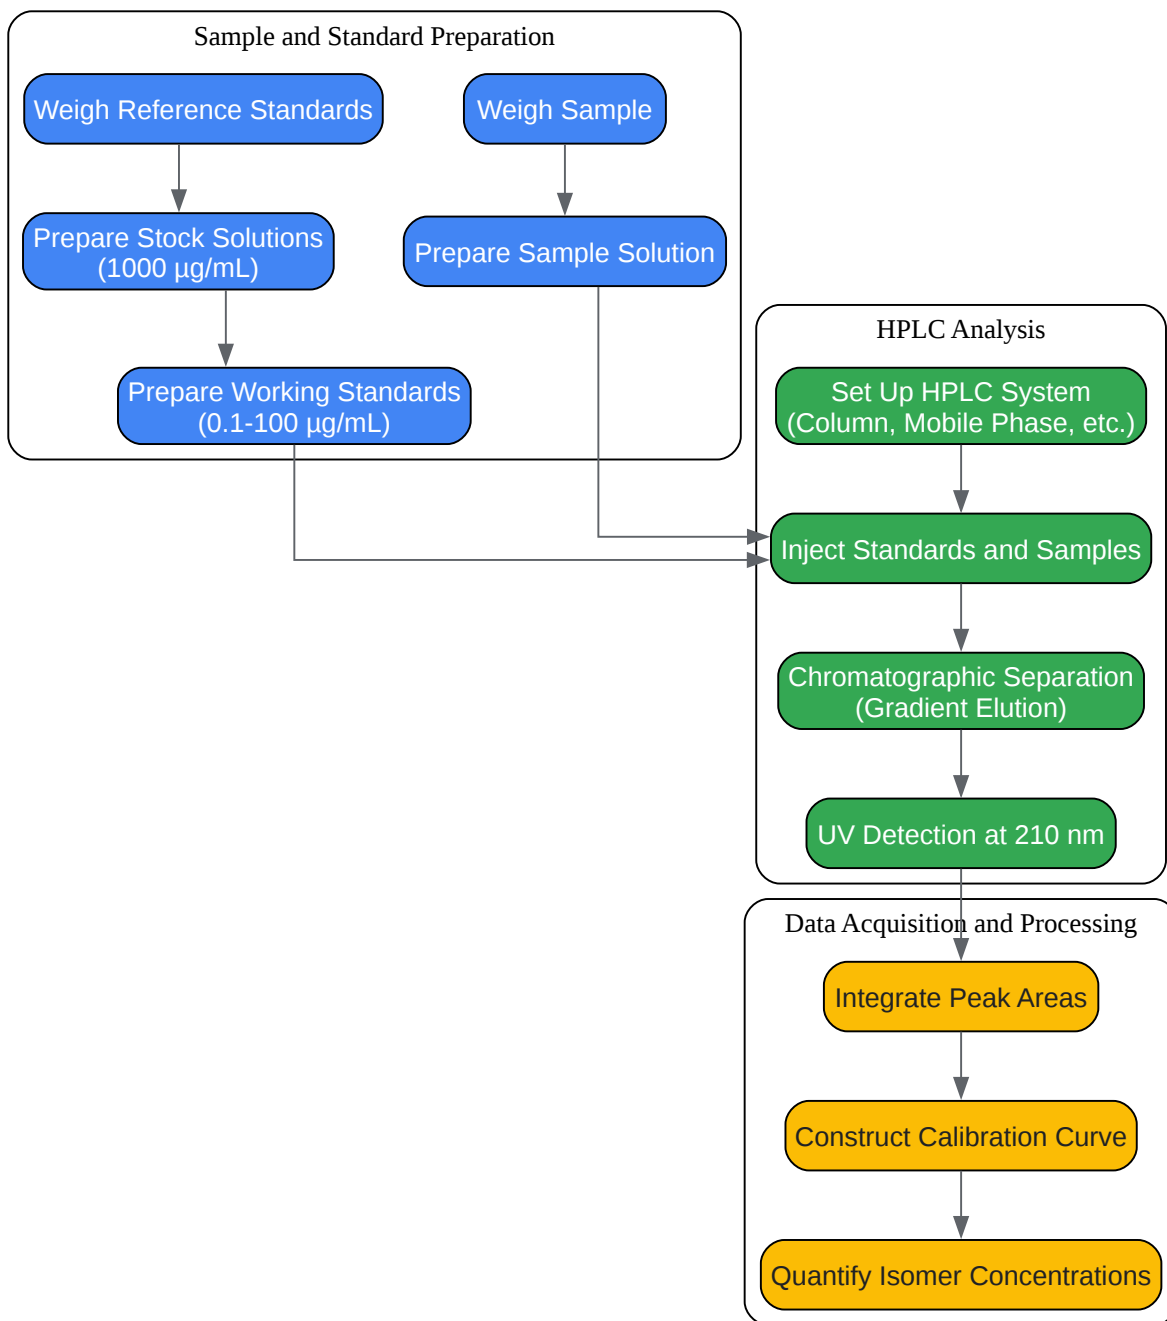 Sample and Standard Preparation
Weigh Reference Standards
Weigh Sample
Prepare Stock Solutions
(1000 µg/mL)
Prepare Sample Solution
Prepare Working Standards
(0.1-100 µg/mL)
HPLC Analysis
Set Up HPLC System
(Column, Mobile Phase, etc.)
Inject Standards and Samples
Chromatographic Separation
(Gradient Elution)
UV Detection at 210 nm
Data Acquisition and Processing
Integrate Peak Areas
Construct Calibration Curve
Quantify Isomer Concentrations